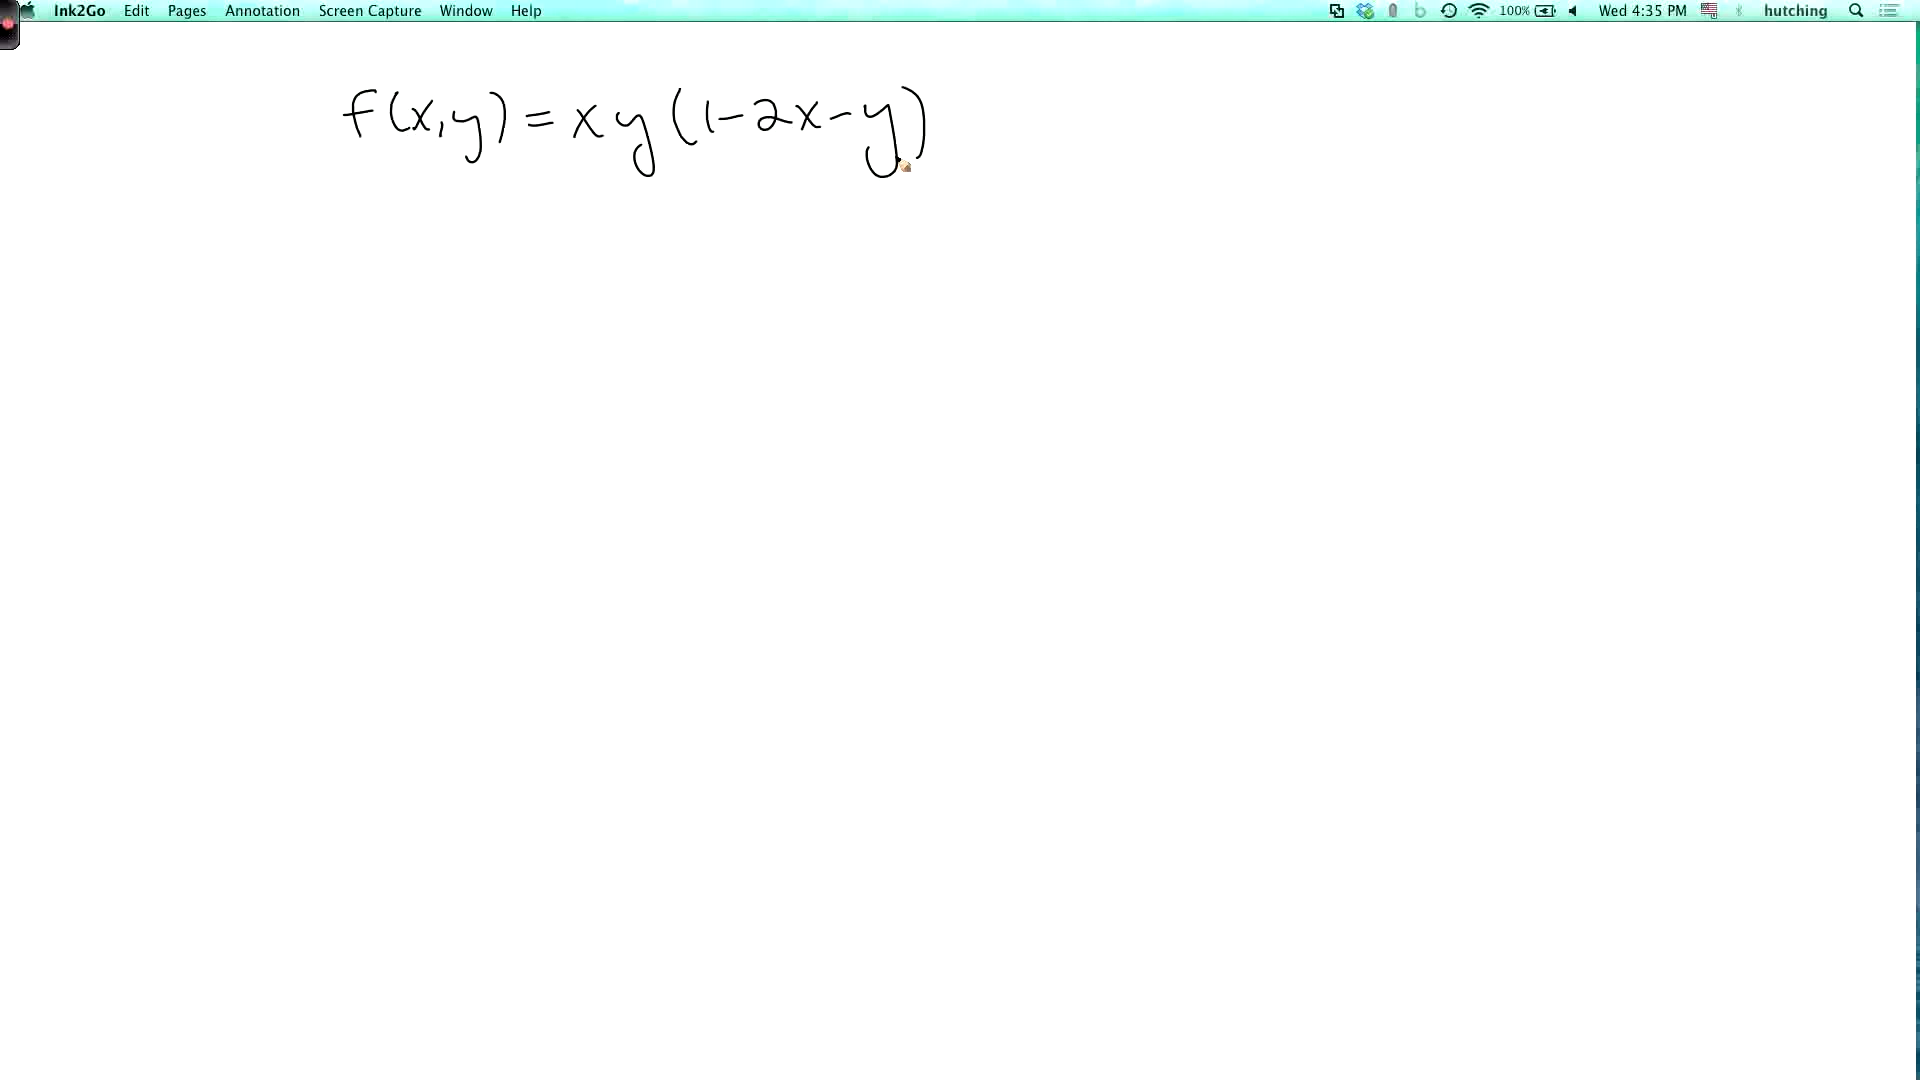 Ink2Go Edit Pages Annotation Screen Capture Window Help 100% Wed 4:35 PM hutching
f(x,y) = xy(1-2x-y)